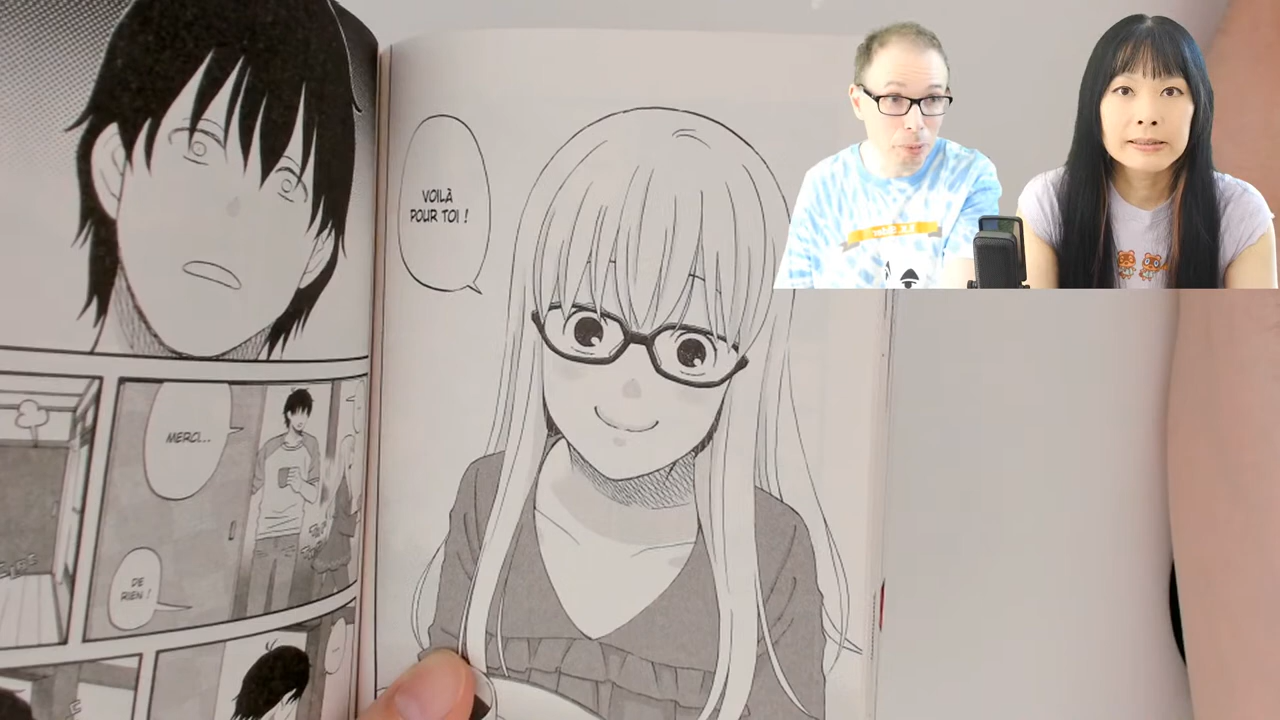 VOILÀ
POUR TOI !
MERCI...
DE
RIEN !